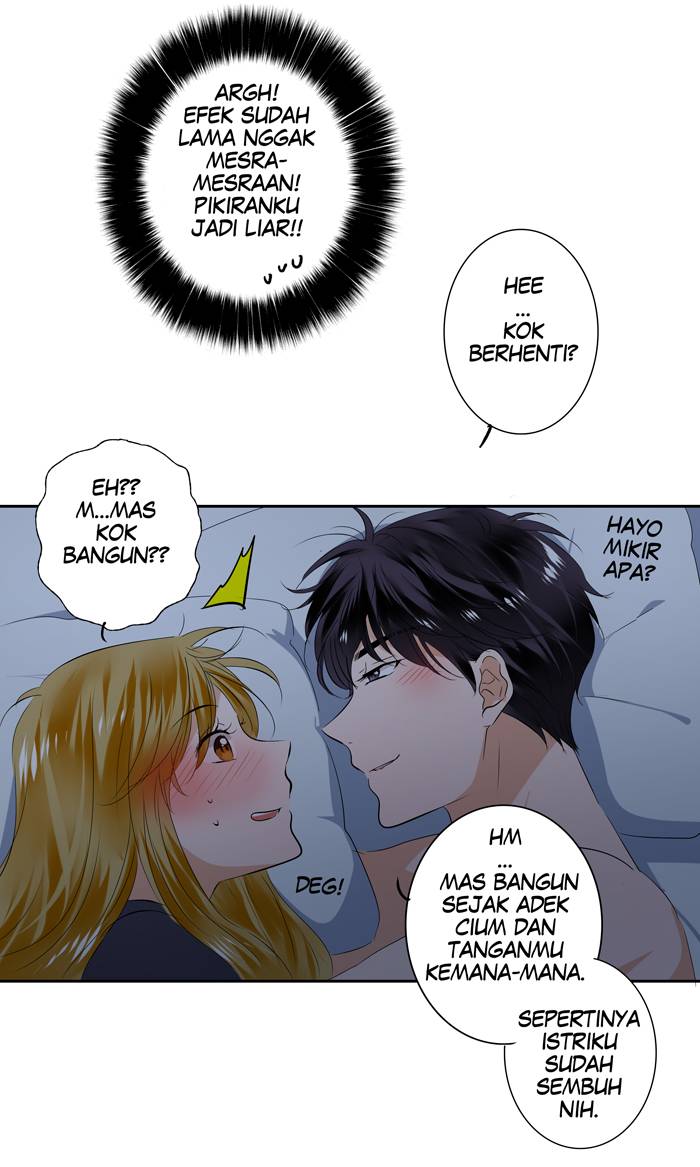 ARGH!
EFEK SUDAH
LAMA NGGAK
MESRA-
MESRAAN!
PIKIRANKU
JADI LIAR!!
HEE
...
KOK
BERHENTI?
EH??
M...MAS
KOK
BANGUN??
HAYO
MIKIR
APA?
DEG!
HM
...
MAS BANGUN
SEJAK ADEK
CIUM DAN
TANGANMU
KEMANA-MANA.
SEPERTINYA
ISTRIKU
SUDAH
SEMBUH
NIH.